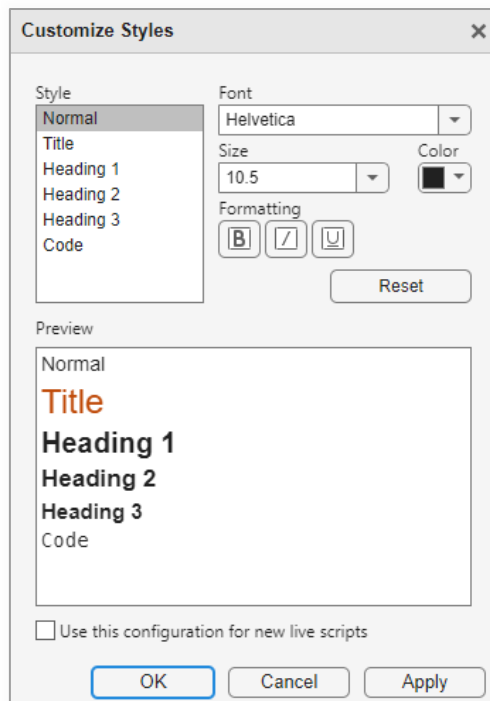 Customize Styles
Style
Normal
Title
Heading 1
Heading 2
Heading 3
Code
Font
Helvetica
Size
Color
10.5
Formatting
B I U
Reset
Preview
Normal
Title
Heading 1
Heading 2
Heading 3
Code
Use this configuration for new live scripts
OK Cancel Apply